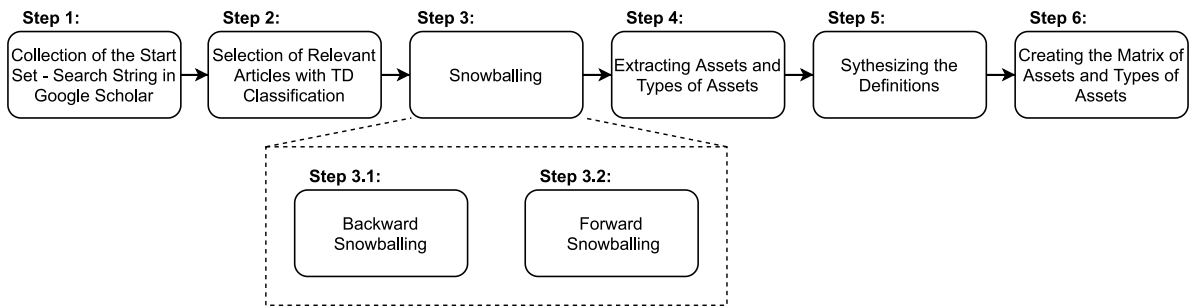 Step 1:
Collection of the Start
Set - Search String in
Google Scholar
Step 2:
Selection of Relevant
Articles with TD
Classification
Step 3:
Snowballing
Step 4:
Extracting Assets and
Types of Assets
Step 5:
Sythesizing the
Definitions
Step 6:
Creating the Matrix of
Assets and Types of
Assets
Step 3.1:
Backward
Snowballing
Step 3.2:
Forward
Snowballing